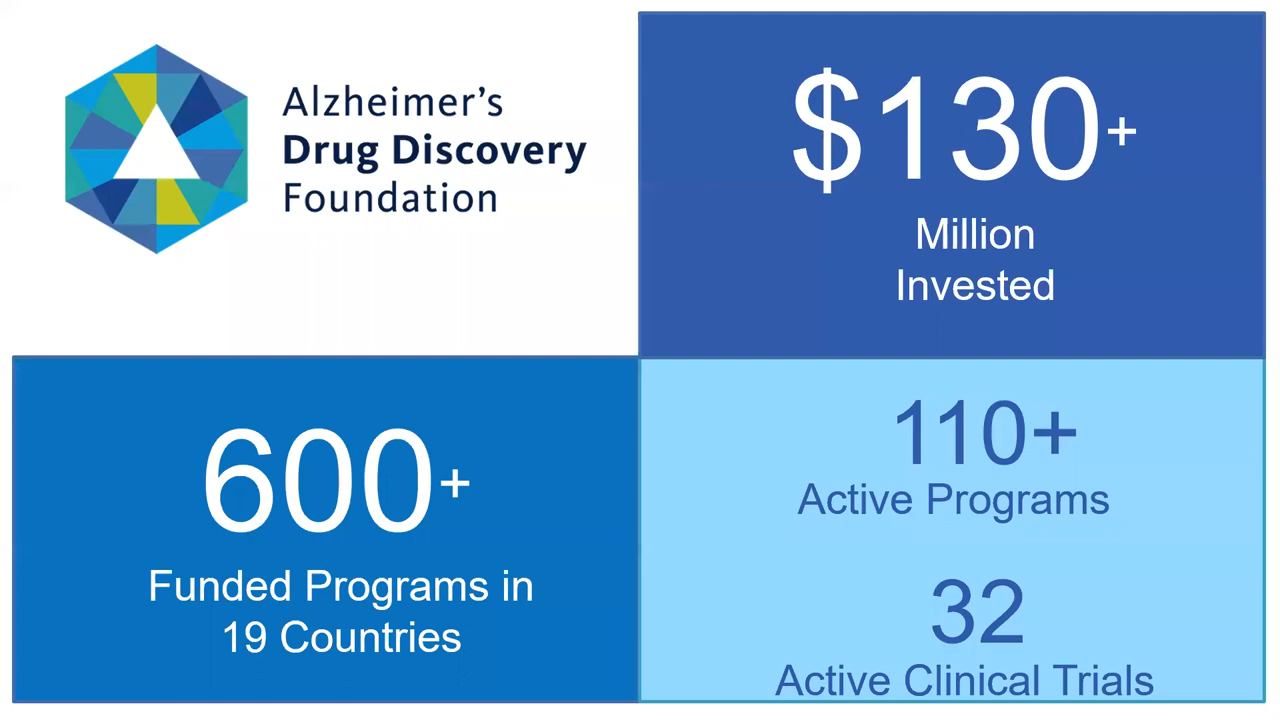 Alzheimer's
Drug Discovery
Foundation
$130+
Million
Invested
600+
Funded Programs in
19 Countries
110+
Active Programs
32
Active Clinical Trials